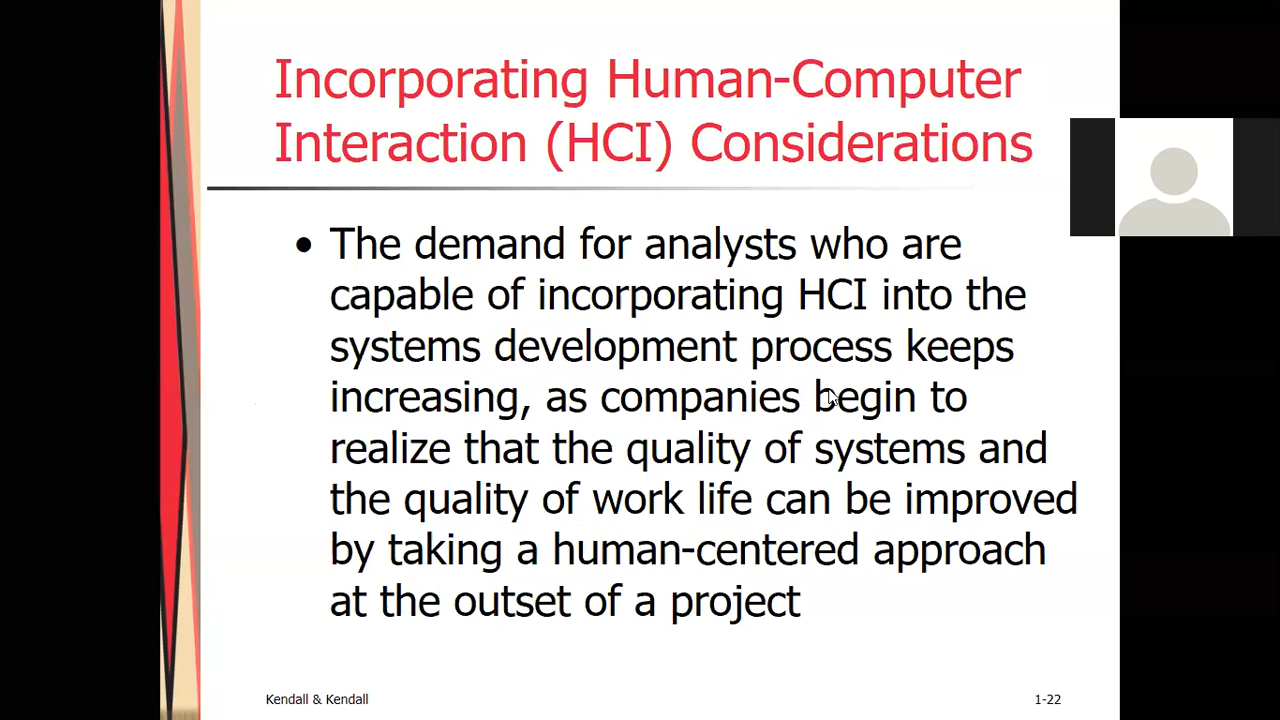 Incorporating Human-Computer
Interaction (HCI) Considerations
• The demand for analysts who are
capable of incorporating HCI into the
systems development process keeps
increasing, as companies begin to
realize that the quality of systems and
the quality of work life can be improved
by taking a human-centered approach
at the outset of a project
Kendall & Kendall
1-22